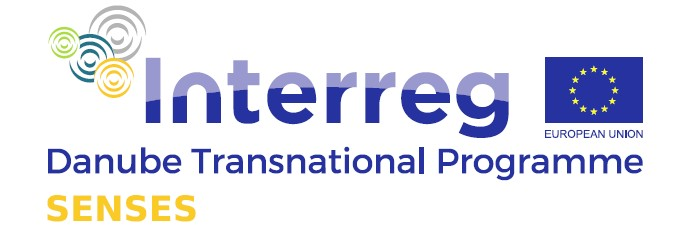 Interreg
EUROPEAN UNION
Danube Transnational Programme
SENSES